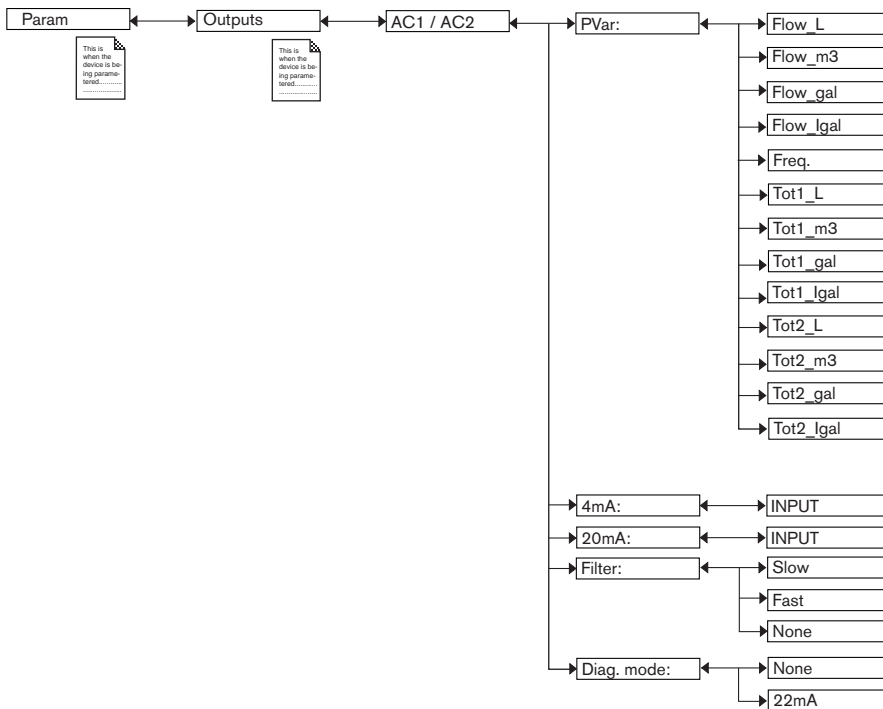 Param
Outputs
AC1 / AC2
PVar:
Flow_L
This is
when the
device is be-
ing parame-
tered............
.....................
This is
when the
device is be-
ing parame-
tered............
.....................
Flow_m3
Flow_gal
Flow_Igal
Freq.
Tot1_L
Tot1_m3
Tot1_gal
Tot1_Igal
Tot2_L
Tot2_m3
Tot2_gal
Tot2_Igal
4mA:
INPUT
20mA:
INPUT
Filter:
Slow
Fast
None
Diag. mode:
None
22mA